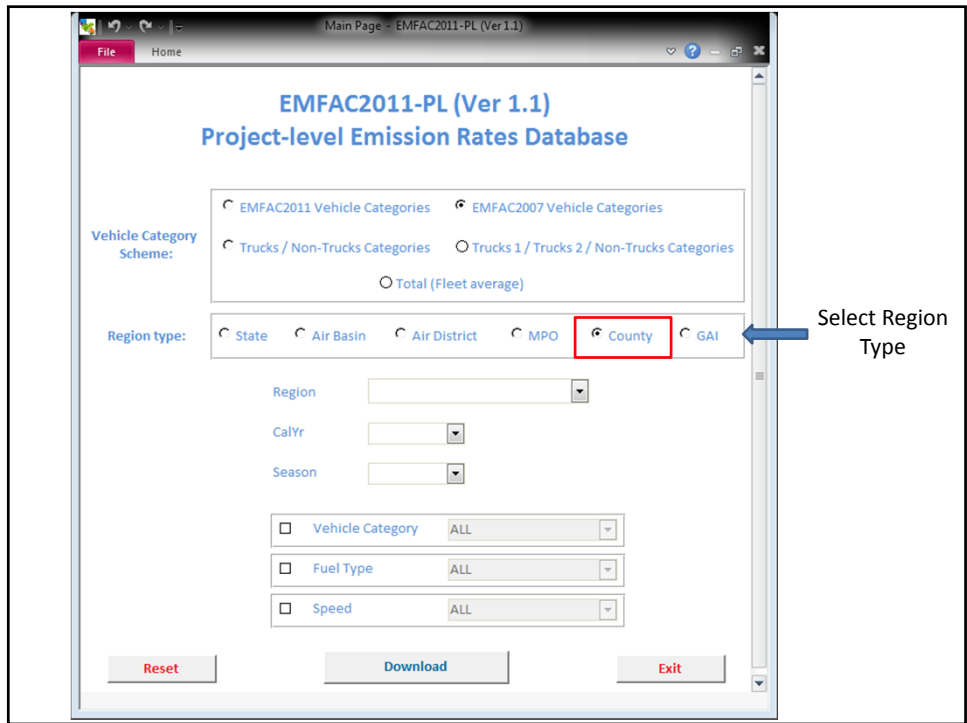 Main Page - EMFAC2011-PL (Ver 1.1)
File Home
EMFAC2011-PL (Ver 1.1)
Project-level Emission Rates Database
Vehicle Category Scheme:
EMFAC2011 Vehicle Categories EMFAC2007 Vehicle Categories
Trucks / Non-Trucks Categories Trucks 1 / Trucks 2 / Non-Trucks Categories
Total (Fleet average)
Region type: State Air Basin Air District MPO County GAI
Select Region
Type
Region
CalYr
Season
Vehicle Category ALL
Fuel Type ALL
Speed ALL
Reset Download Exit